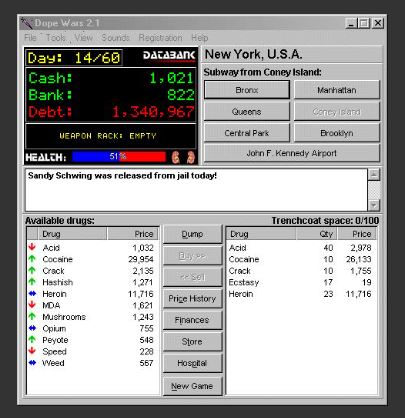 Dope Wars 2.1
File Tools View Sounds Registration Help
Day: 14/60 DATABANK
Cash: 1,021
Bank: 822
Debt: 1,340,967
WEAPON RACK: EMPTY
HEALTH: 51%
New York, U.S.A.
Subway from Coney Island:
Bronx Manhattan
Queens Coney Island
Central Park Brooklyn
John F. Kennedy Airport
Sandy Schwing was released from jail today!
Available drugs:
Drug Price
Acid 1,032
Cocaine 29,954
Crack 2,135
Hashish 1,271
Heroin 11,716
MDA 1,621
Mushrooms 1,243
Opium 755
Peyote 548
Speed 228
Weed 567
Dump
Buy >>
<< Sell
Price History
Finances
Store
Hospital
New Game
Trenchcoat space: 0/100
Drug Qty Price
Acid 40 2,978
Cocaine 10 26,133
Crack 10 1,755
Ecstasy 17 19
Heroin 23 11,716